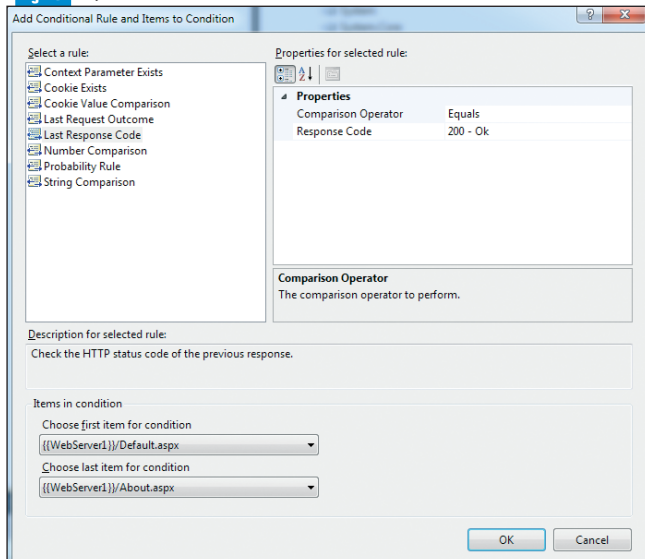 Add Conditional Rule and Items to Condition
Select a rule:
Context Parameter Exists
Cookie Exists
Cookie Value Comparison
Last Request Outcome
Last Response Code
Number Comparison
Probability Rule
String Comparison
Properties for selected rule:
Properties
Comparison Operator Equals
Response Code 200 - Ok
Comparison Operator
The comparison operator to perform.
Description for selected rule:
Check the HTTP status code of the previous response.
Items in condition
Choose first item for condition
{{WebServer1}}/Default.aspx
Choose last item for condition
{{WebServer1}}/About.aspx
OK Cancel